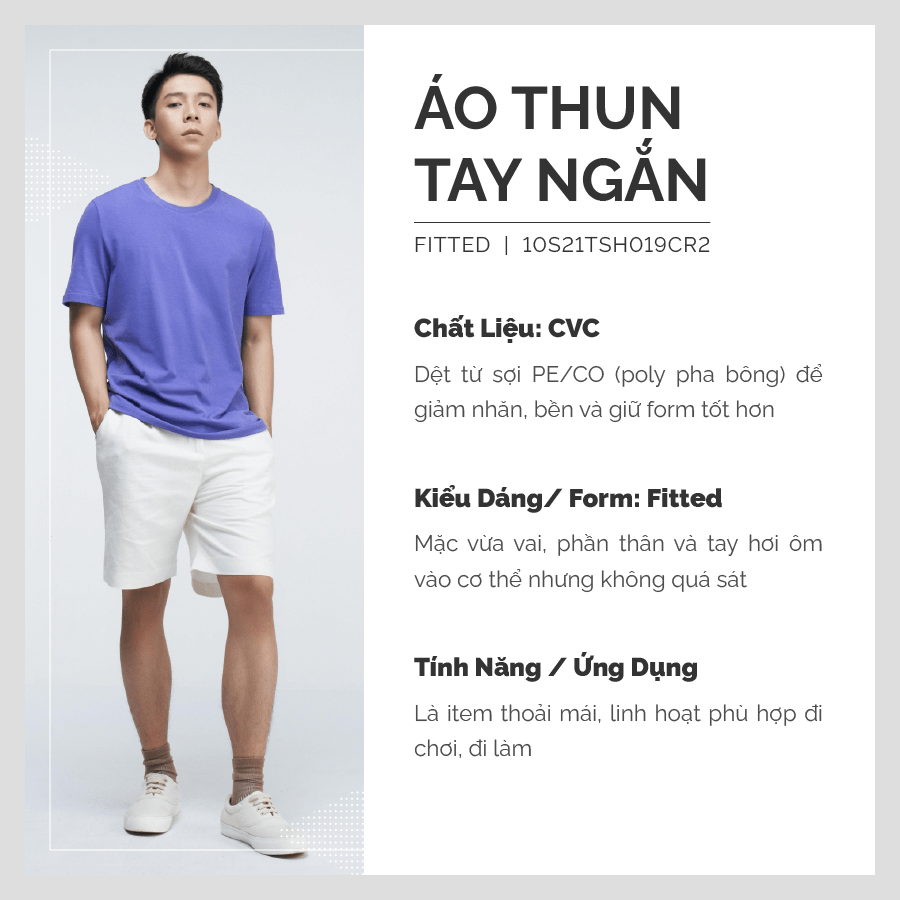 ÁO THUN
TAY NGẮN
FITTED | 10S21TSH019CR2
Chất Liệu: CVC
Dệt từ sợi PE/CO (poly pha bông) để
giảm nhăn, bền và giữ form tốt hơn
Kiểu Dáng/ Form: Fitted
Mặc vừa vai, phần thân và tay hơi ôm
vào cơ thể nhưng không quá sát
Tính Năng / Ứng Dụng
Là item thoải mái, linh hoạt phù hợp đi
chơi, đi làm